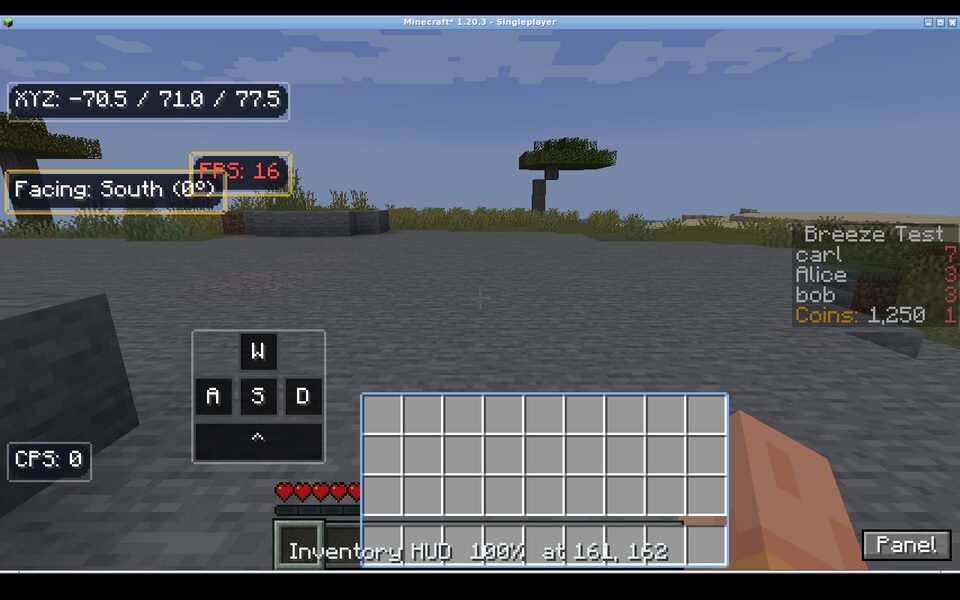 Minecraft* 1.20.3 - Singleplayer
XYZ: -70.5 / 71.0 / 77.5
FPS: 16
Facing: South (0º)
Breeze Test
carl 7
Alice 3
bob 3
Coins: 1,250 1
W
A S D
^
CPS: 0
Inventory HUD 100% at 161, 162
Panel